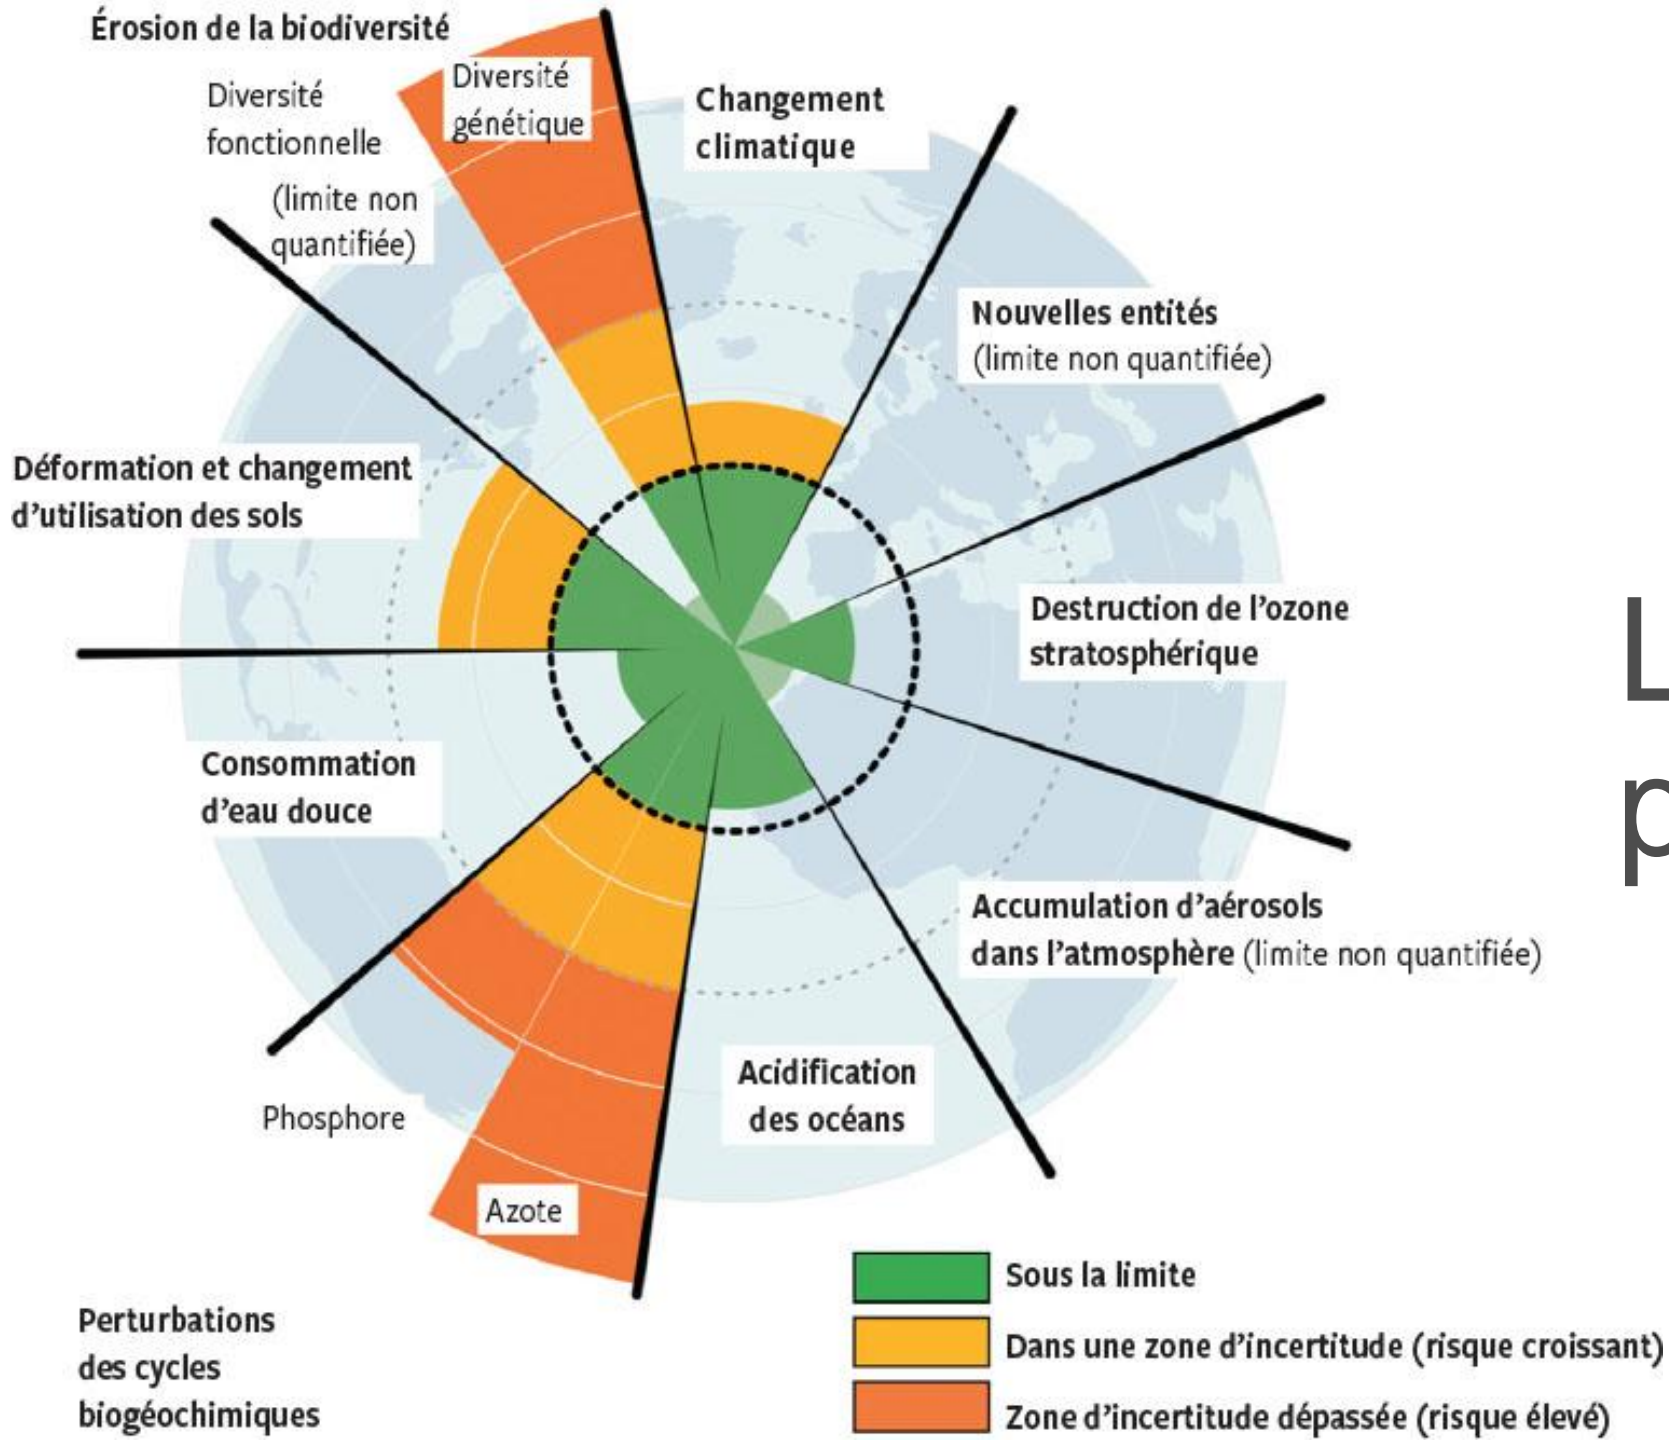 Érosion de la biodiversité
Diversité
fonctionnelle
(limite non
quantifiée)
Diversité
génétique
Changement
climatique
Nouvelles entités
(limite non quantifiée)
Déformation et changement
d'utilisation des sols
Destruction de l'ozone
stratosphérique
L
p
Consommation
d'eau douce
Accumulation d'aérosols
dans l'atmosphère (limite non quantifiée)
Acidification
des océans
Phosphore
Azote
Perturbations
des cycles
biogéochimiques
Sous la limite
Dans une zone d'incertitude (risque croissant)
Zone d'incertitude dépassée (risque élevé)